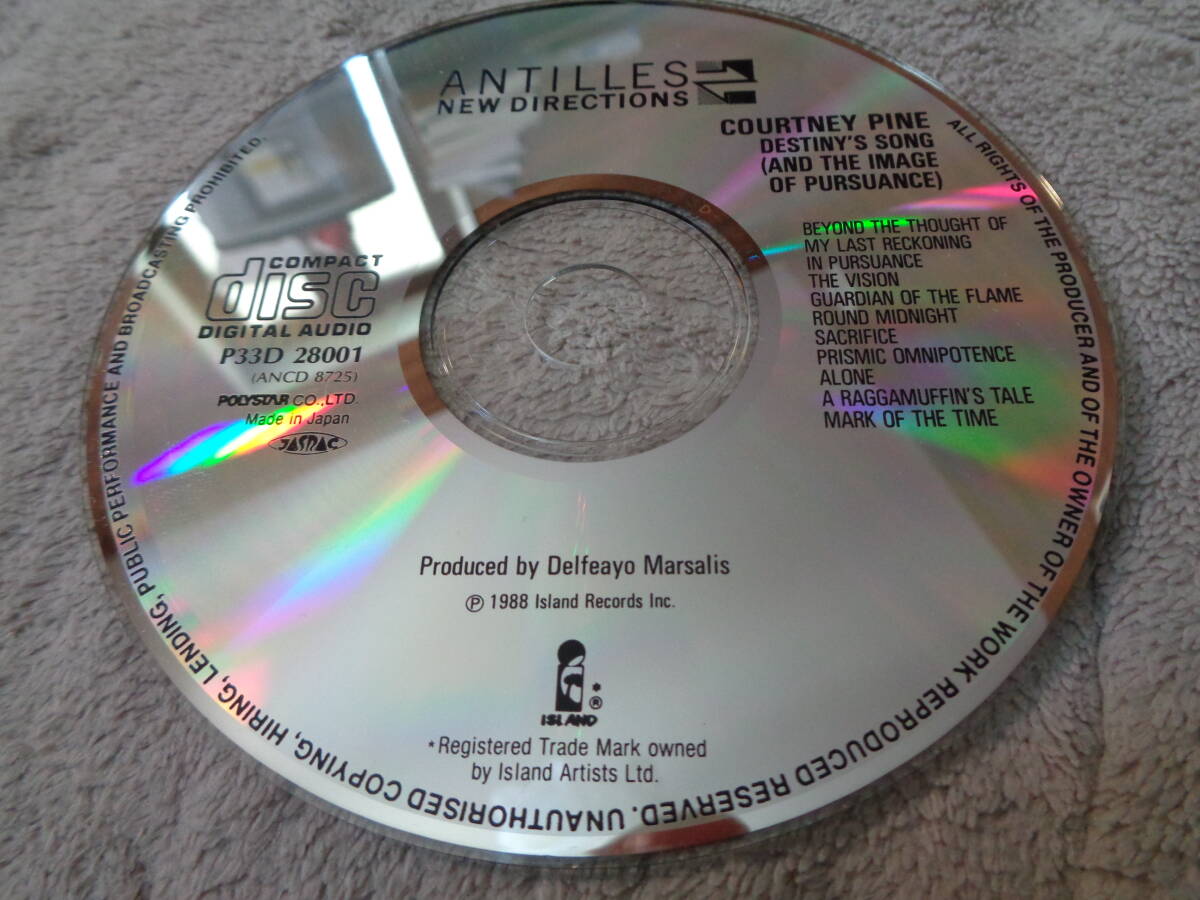 ANTILLES
NEW DIRECTIONS
COURTNEY PINE
DESTINY'S SONG
(AND THE IMAGE
OF PURSUANCE)
BEYOND THE THOUGHT OF
MY LAST RECKONING
IN PURSUANCE
THE VISION
GUARDIAN OF THE FLAME
ROUND MIDNIGHT
SACRIFICE
PRISMIC OMNIPOTENCE
ALONE
A RAGGAMUFFIN'S TALE
MARK OF THE TIME
COMPACT
disc
DIGITAL AUDIO
P33D 28001
(ANCD 8725)
POLYSTAR CO.,LTD.
Made in Japan
JASRAC
Produced by Delfeayo Marsalis
℗ 1988 Island Records Inc.
*®
ISLAND
*Registered Trade Mark owned
by Island Artists Ltd.
ALL RIGHTS OF THE PRODUCER AND OF THE OWNER OF THE WORK REPRODUCED RESERVED. UNAUTHORISED COPYING, HIRING, LENDING, PUBLIC PERFORMANCE AND BROADCASTING PROHIBITED.